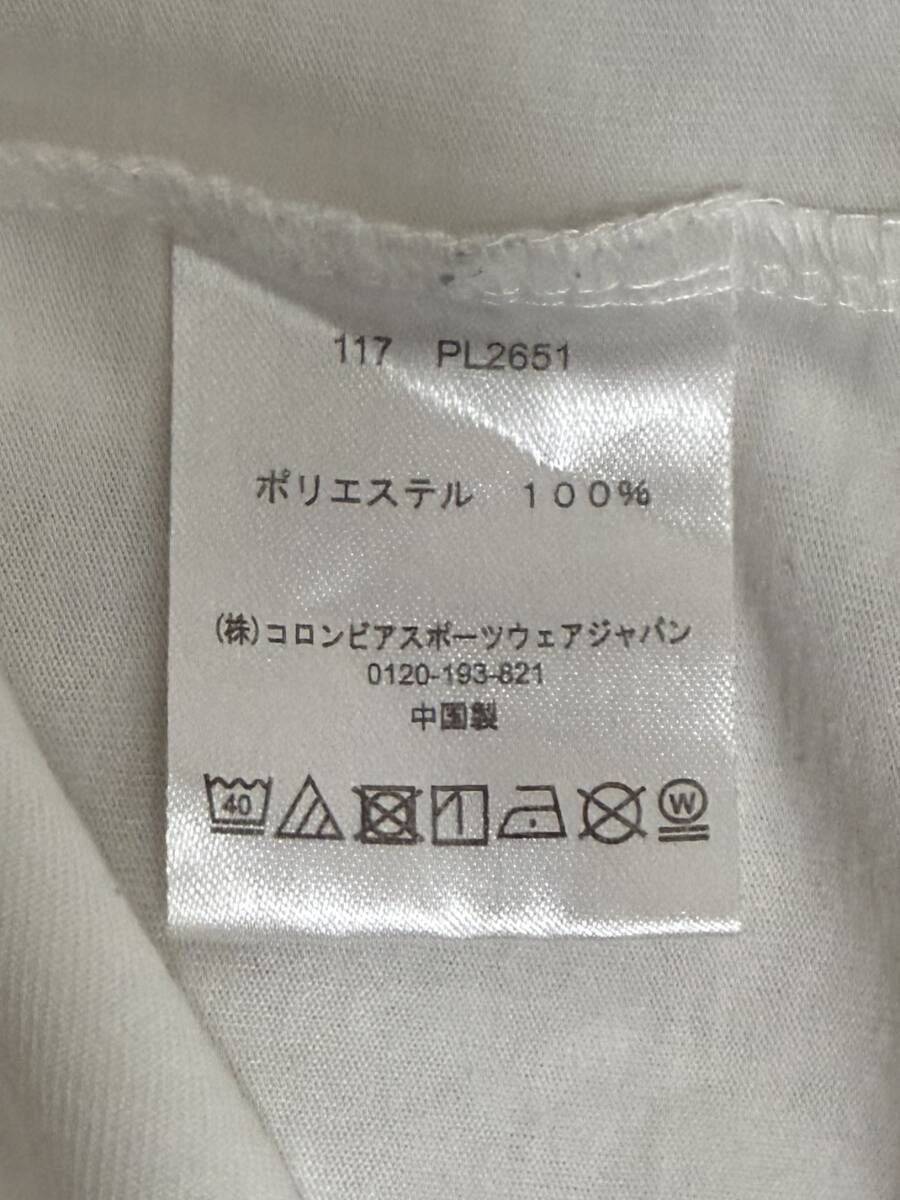 117 PL2651
ポリエステル １００％
(株)コロンビアスポーツウェアジャパン
0120-193-821
中国製
40 W